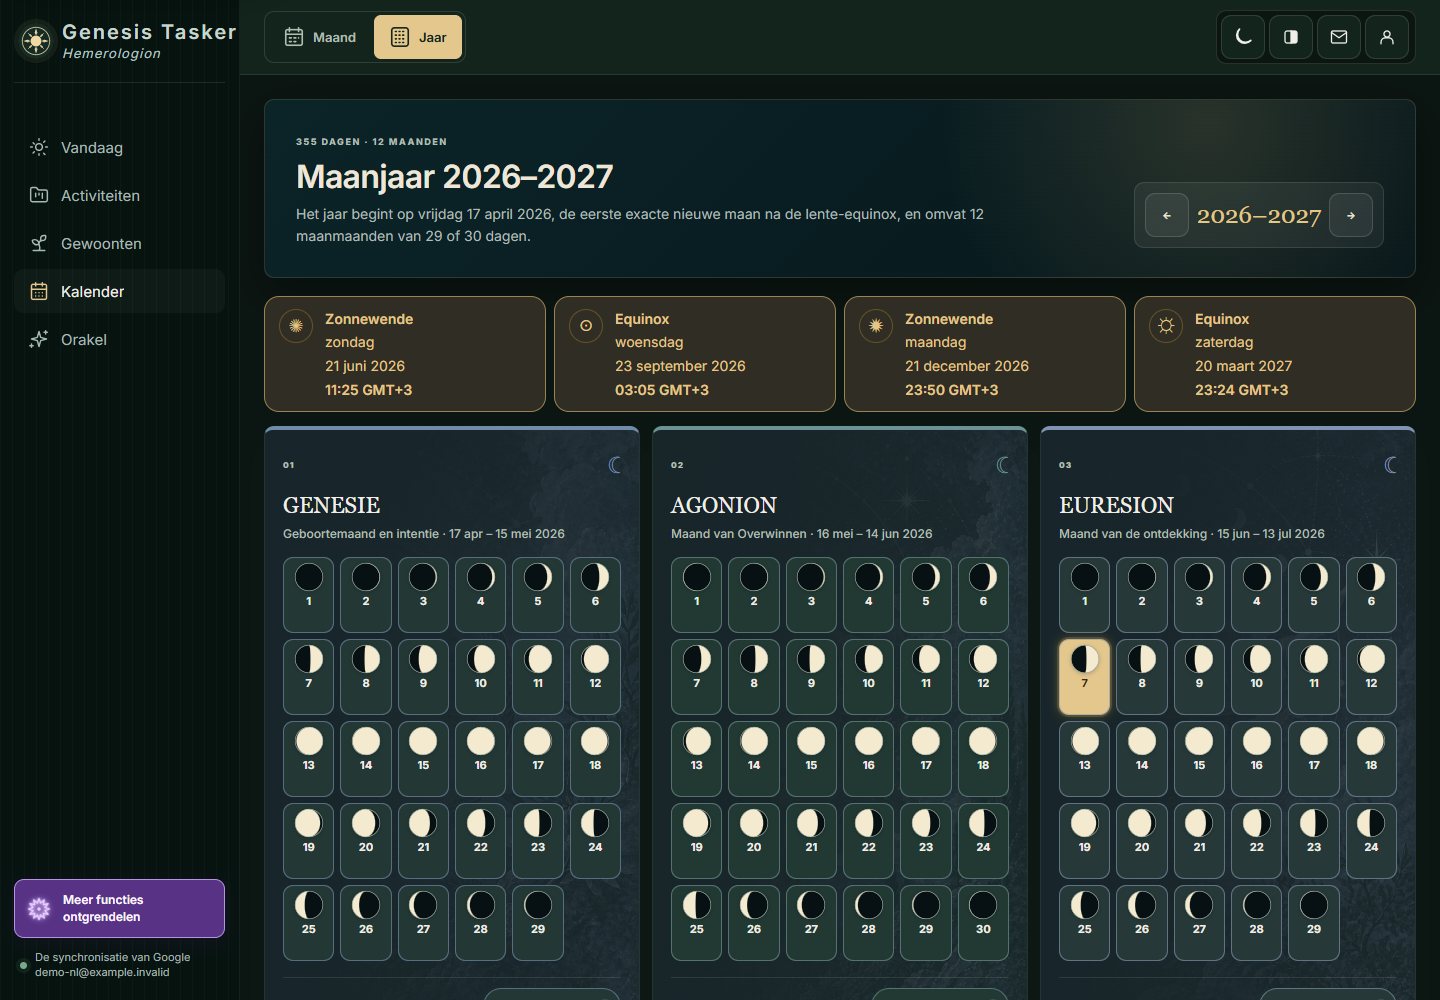 Genesis Tasker
Hemerologion
Maand
Jaar
Vandaag
Activiteiten
Gewoonten
Kalender
Orakel
Meer functies
ontgrendelen
De synchronisatie van Google
demo-nl@example.invalid
355 DAGEN · 12 MAANDEN
Maanjaar 2026–2027
Het jaar begint op vrijdag 17 april 2026, de eerste exacte nieuwe maan na de lente-equinox, en omvat 12
maanmaanden van 29 of 30 dagen.
← 2026–2027 →
Zonnewende
zondag
21 juni 2026
11:25 GMT+3
Equinox
woensdag
23 september 2026
03:05 GMT+3
Zonnewende
maandag
21 december 2026
23:50 GMT+3
Equinox
zaterdag
20 maart 2027
23:24 GMT+3
01
GENESIE
Geboortemaand en intentie · 17 apr – 15 mei 2026
1 2 3 4 5 6
7 8 9 10 11 12
13 14 15 16 17 18
19 20 21 22 23 24
25 26 27 28 29
02
AGONION
Maand van Overwinnen · 16 mei – 14 jun 2026
1 2 3 4 5 6
7 8 9 10 11 12
13 14 15 16 17 18
19 20 21 22 23 24
25 26 27 28 29 30
03
EURESION
Maand van de ontdekking · 15 jun – 13 jul 2026
1 2 3 4 5 6
7 8 9 10 11 12
13 14 15 16 17 18
19 20 21 22 23 24
25 26 27 28 29